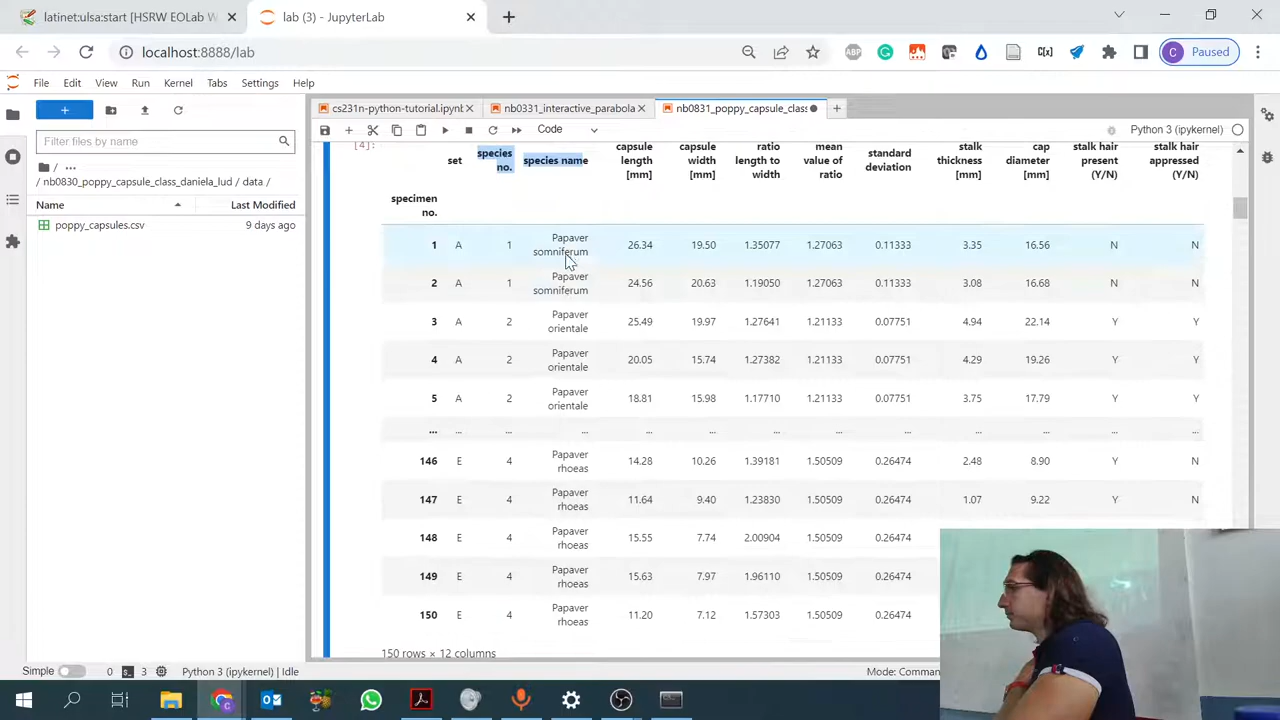 latinet:ulsa:start [HSRW EOLab W
lab (3) - JupyterLab
localhost:8888/lab
ABP
C[x]
C
Paused
File Edit View Run Kernel Tabs Settings Help
cs231n-python-tutorial.ipynb
nb0331_interactive_parabola
nb0831_poppy_capsule_class
Filter files by name
Code
Python 3 (ipykernel)
/ ...
/ nb0830_poppy_capsule_class_daniela_lud / data /
Name Last Modified
poppy_capsules.csv 9 days ago
[4]:
set
species no.
species name
capsule length [mm]
capsule width [mm]
ratio length to width
mean value of ratio
standard deviation
stalk thickness [mm]
cap diameter [mm]
stalk hair present (Y/N)
stalk hair appressed (Y/N)
specimen no.
1 A 1 Papaver somniferum 26.34 19.50 1.35077 1.27063 0.11333 3.35 16.56 N N
2 A 1 Papaver somniferum 24.56 20.63 1.19050 1.27063 0.11333 3.08 16.68 N N
3 A 2 Papaver orientale 25.49 19.97 1.27641 1.21133 0.07751 4.94 22.14 Y Y
4 A 2 Papaver orientale 20.05 15.74 1.27382 1.21133 0.07751 4.29 19.26 Y Y
5 A 2 Papaver orientale 18.81 15.98 1.17710 1.21133 0.07751 3.75 17.79 Y Y
... ... ... ... ... ... ... ... ... ... ... ... ...
146 E 4 Papaver rhoeas 14.28 10.26 1.39181 1.50509 0.26474 2.48 8.90 Y N
147 E 4 Papaver rhoeas 11.64 9.40 1.23830 1.50509 0.26474 1.07 9.22 Y N
148 E 4 Papaver rhoeas 15.55 7.74 2.00904 1.50509 0.26474
149 E 4 Papaver rhoeas 15.63 7.97 1.96110 1.50509 0.26474
150 E 4 Papaver rhoeas 11.20 7.12 1.57303 1.50509 0.26474
150 rows × 12 columns
Simple 0 3 Python 3 (ipykernel) | Idle
Mode: Comman